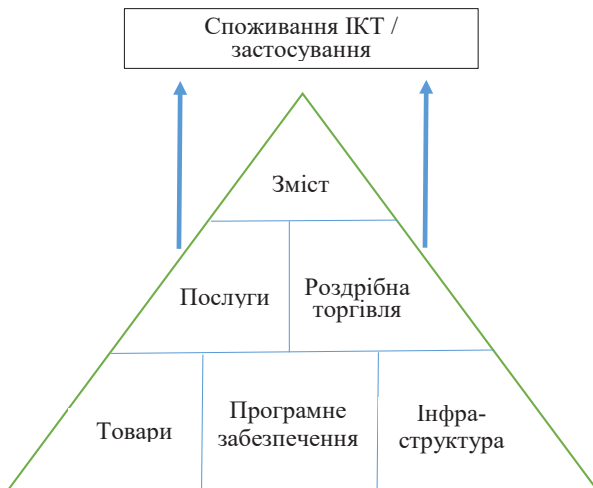 Споживання ІКТ /
застосування
Зміст
Послуги
Роздрібна
торгівля
Товари
Програмне
забезпечення
Інфра-
структура